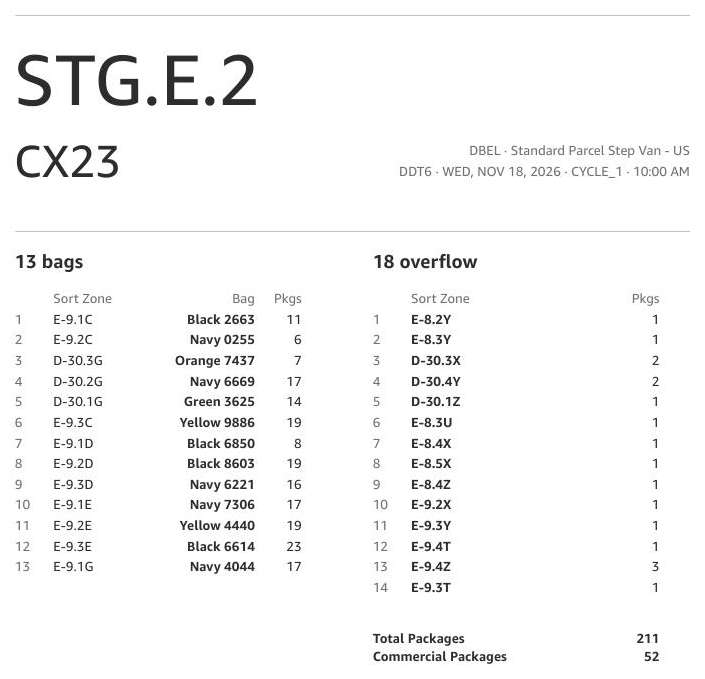 STG.E.2
CX23
DBEL · Standard Parcel Step Van - US
DDT6 · WED, NOV 18, 2026 · CYCLE_1 · 10:00 AM
13 bags
Sort Zone Bag Pkgs
1 E-9.1C Black 2663 11
2 E-9.2C Navy 0255 6
3 D-30.3G Orange 7437 7
4 D-30.2G Navy 6669 17
5 D-30.1G Green 3625 14
6 E-9.3C Yellow 9886 19
7 E-9.1D Black 6850 8
8 E-9.2D Black 8603 19
9 E-9.3D Navy 6221 16
10 E-9.1E Navy 7306 17
11 E-9.2E Yellow 4440 19
12 E-9.3E Black 6614 23
13 E-9.1G Navy 4044 17
18 overflow
Sort Zone Pkgs
1 E-8.2Y 1
2 E-8.3Y 1
3 D-30.3X 2
4 D-30.4Y 2
5 D-30.1Z 1
6 E-8.3U 1
7 E-8.4X 1
8 E-8.5X 1
9 E-8.4Z 1
10 E-9.2X 1
11 E-9.3Y 1
12 E-9.4T 1
13 E-9.4Z 3
14 E-9.3T 1
Total Packages 211
Commercial Packages 52